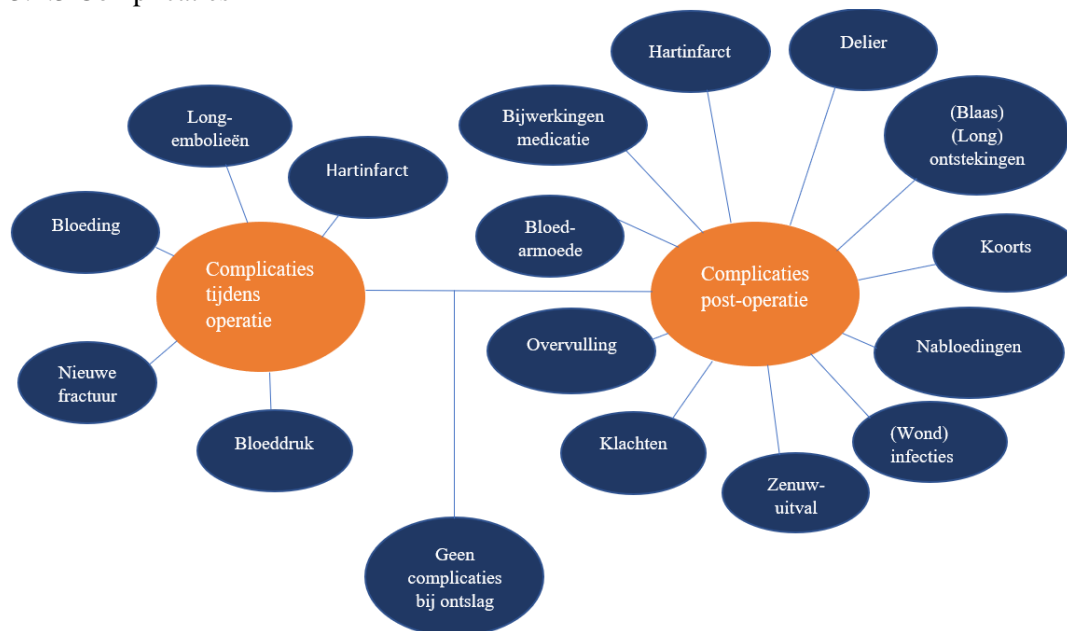 Complicaties
tijdens
operatie
Long-
embolieën
Hartinfarct
Bloeding
Nieuwe
fractuur
Bloeddruk
Geen
complicaties
bij ontslag
Complicaties
post-operatie
Hartinfarct
Delier
Bijwerkingen
medicatie
(Blaas)
(Long)
ontstekingen
Bloed-
armoede
Koorts
Overvulling
Nabloedingen
Klachten
(Wond)
infecties
Zenuw-
uitval